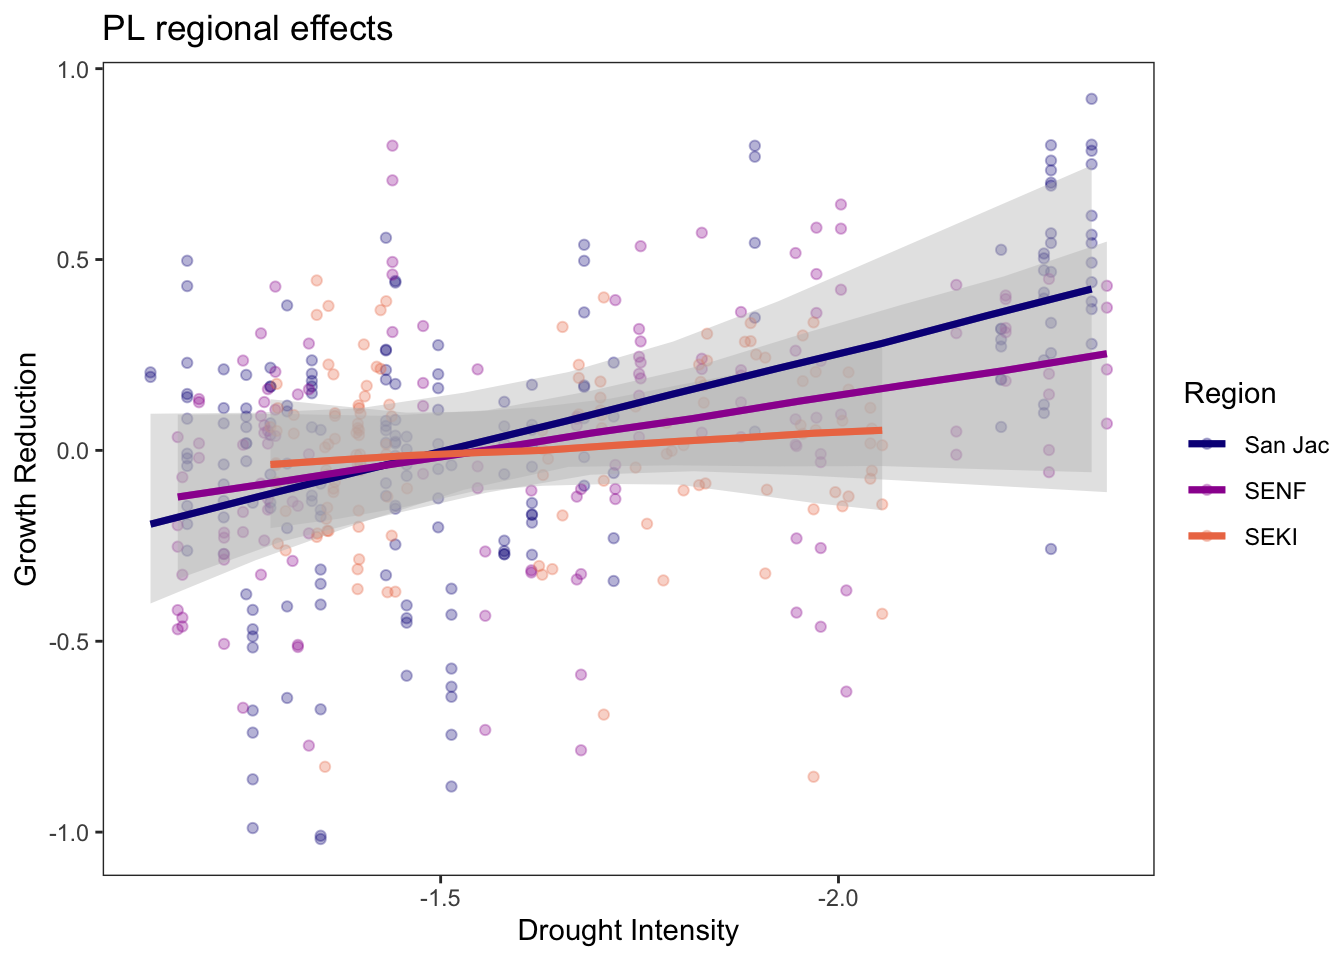 PL regional effects
1.0
0.5
0.0
-0.5
-1.0
Growth Reduction
-1.5
-2.0
Drought Intensity
Region
San Jac
SENF
SEKI